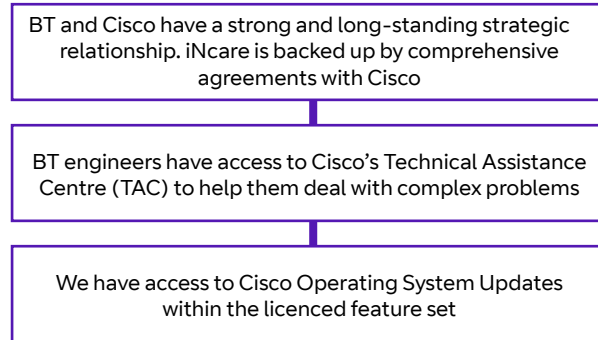 BT and Cisco have a strong and long-standing strategic
relationship. iNcare is backed up by comprehensive
agreements with Cisco
BT engineers have access to Cisco’s Technical Assistance
Centre (TAC) to help them deal with complex problems
We have access to Cisco Operating System Updates
within the licenced feature set